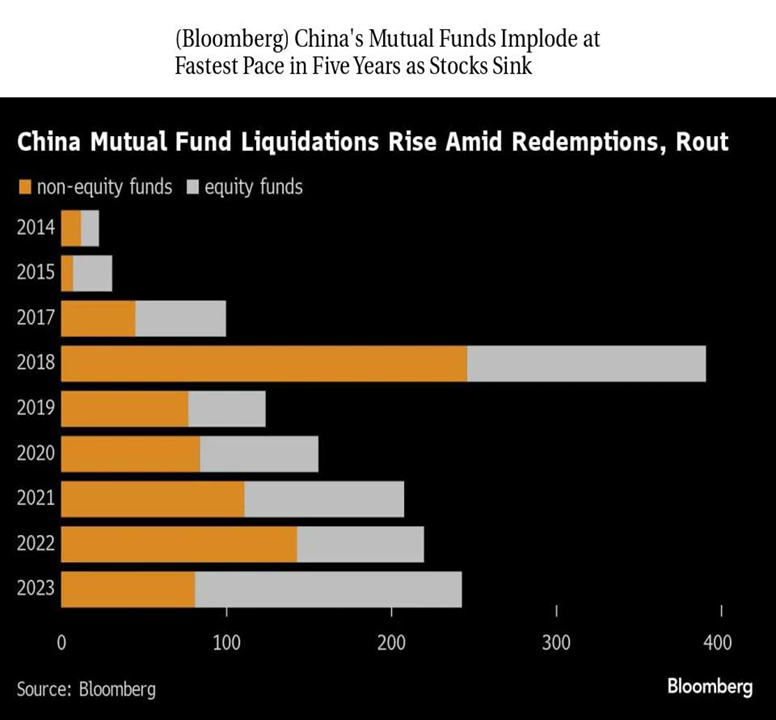 (Bloomberg) China's Mutual Funds Implode at
Fastest Pace in Five Years as Stocks Sink
China Mutual Fund Liquidations Rise Amid Redemptions, Rout
non-equity funds equity funds
2014
2015
2017
2018
2019
2020
2021
2022
2023
0 100 200 300 400
Source: Bloomberg Bloomberg